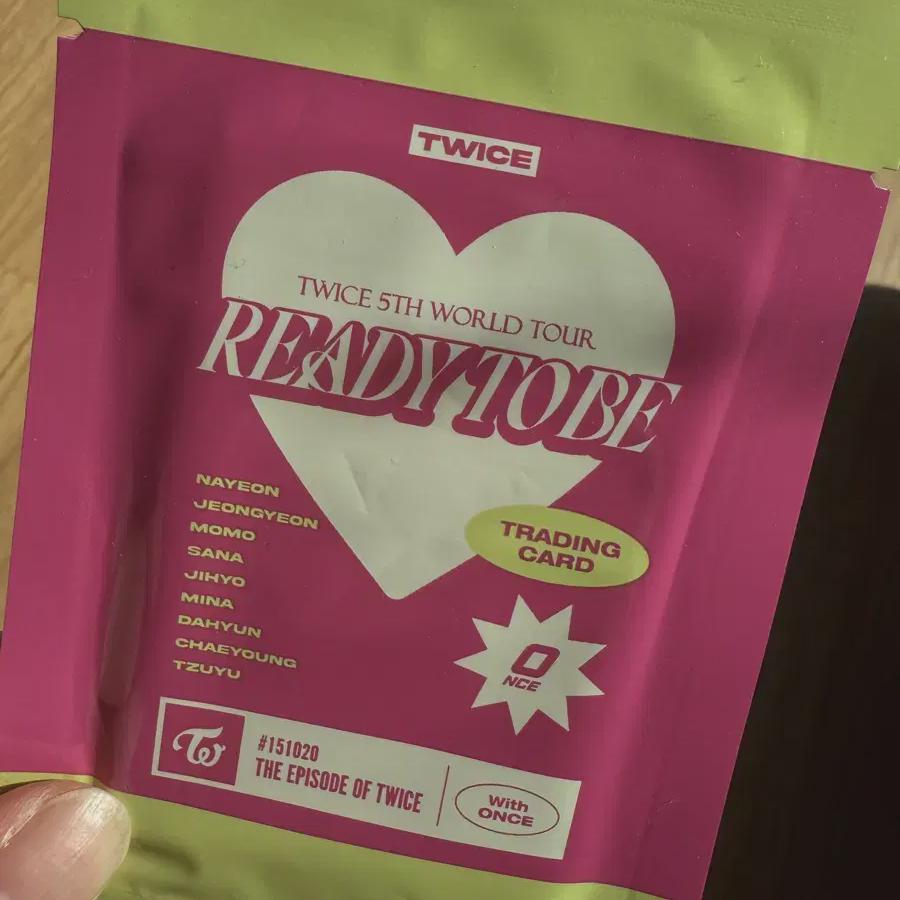 TWICE
TWICE 5TH WORLD TOUR
READY TO BE
NAYEON
JEONGYEON
MOMO
SANA
JIHYO
MINA
DAHYUN
CHAEYOUNG
TZUYU
TRADING
CARD
O
NCE
TW
#151020
THE EPISODE OF TWICE
With
ONCE